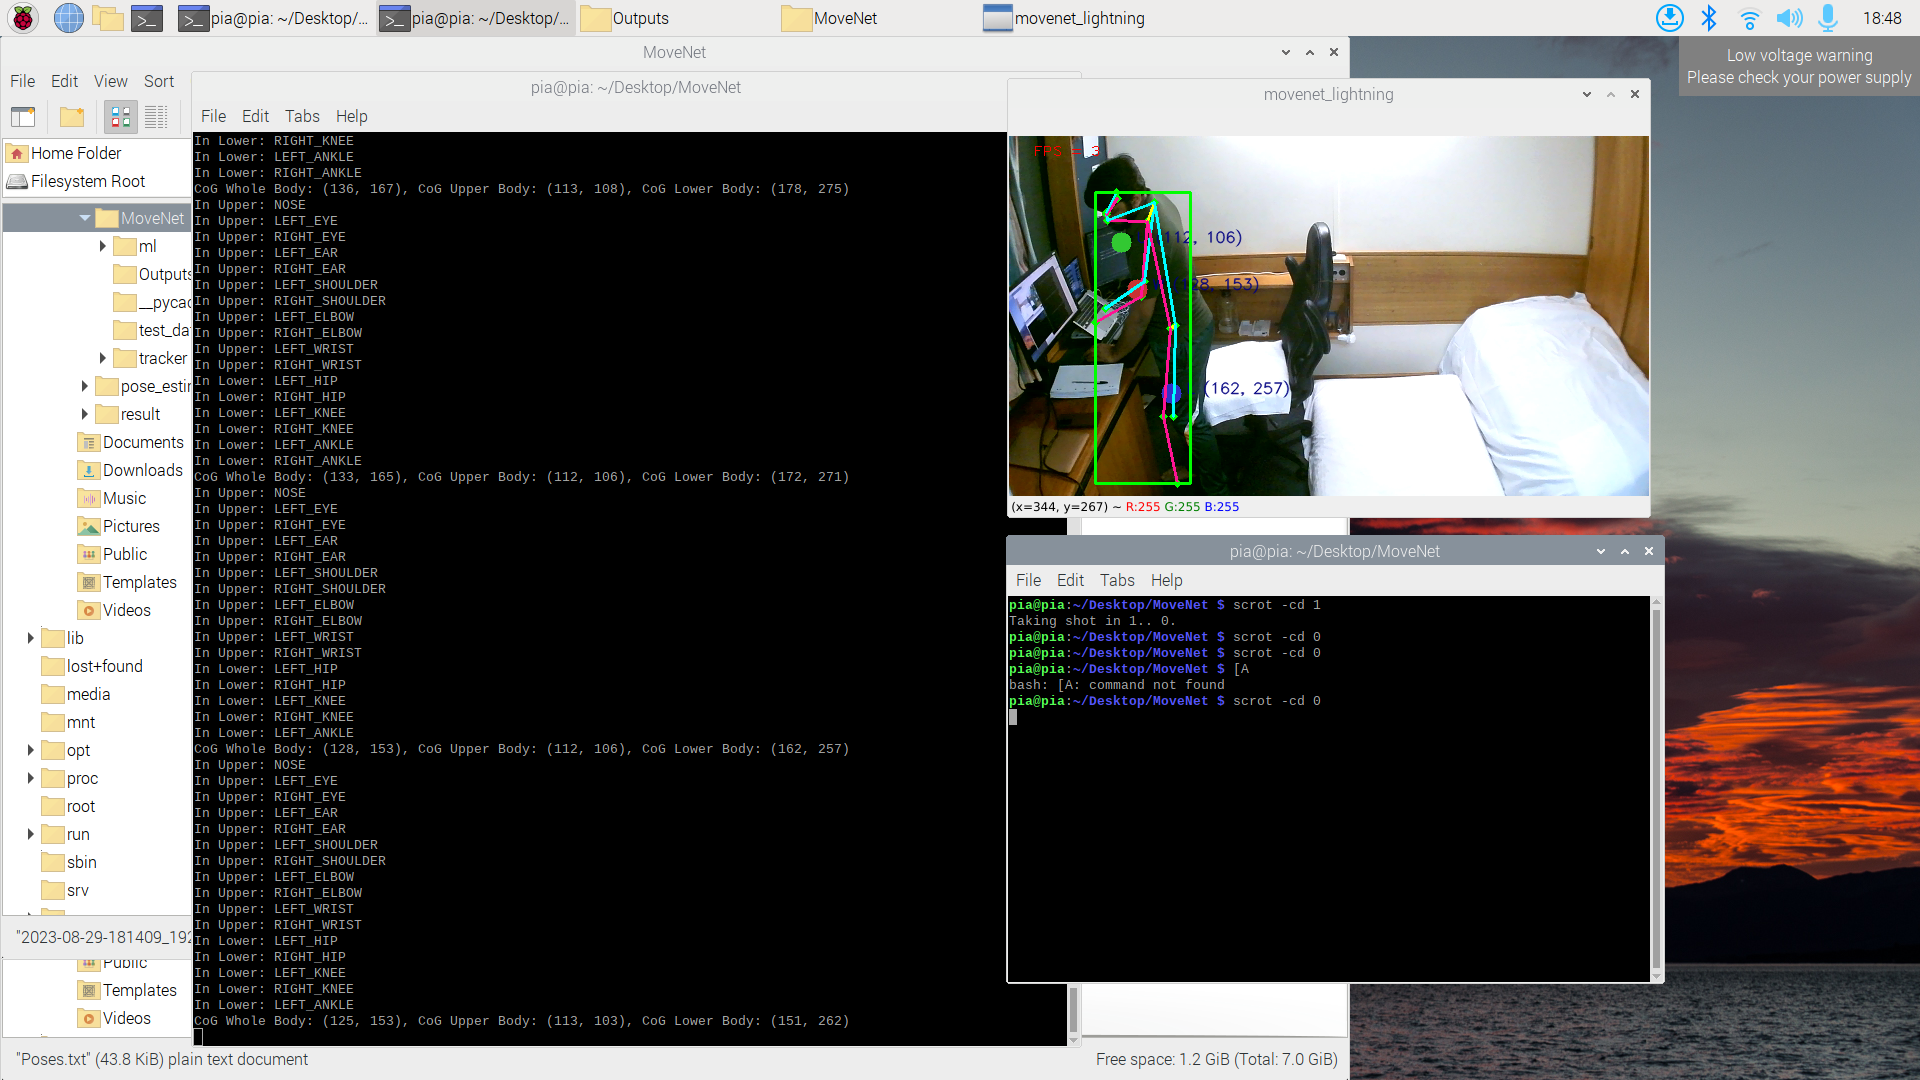 pia@pia: ~/Desktop/...
pia@pia: ~/Desktop/...
Outputs
MoveNet
movenet_lightning
18:48
Low voltage warning
Please check your power supply
MoveNet
File Edit View Sort
Home Folder
Filesystem Root
MoveNet
ml
Outputs
__pycac
test_da
tracker
pose_estir
result
Documents
Downloads
Music
Pictures
Public
Templates
Videos
lib
lost+found
media
mnt
opt
proc
root
run
sbin
srv
"2023-08-29-181409_192
Public
Templates
Videos
"Poses.txt" (43.8 KiB) plain text document
Free space: 1.2 GiB (Total: 7.0 GiB)
pia@pia: ~/Desktop/MoveNet
File Edit Tabs Help
In Lower: RIGHT_KNEE
In Lower: LEFT_ANKLE
In Lower: RIGHT_ANKLE
CoG Whole Body: (136, 167), CoG Upper Body: (113, 108), CoG Lower Body: (178, 275)
In Upper: NOSE
In Upper: LEFT_EYE
In Upper: RIGHT_EYE
In Upper: LEFT_EAR
In Upper: RIGHT_EAR
In Upper: LEFT_SHOULDER
In Upper: RIGHT_SHOULDER
In Upper: LEFT_ELBOW
In Upper: RIGHT_ELBOW
In Upper: LEFT_WRIST
In Upper: RIGHT_WRIST
In Lower: LEFT_HIP
In Lower: RIGHT_HIP
In Lower: LEFT_KNEE
In Lower: RIGHT_KNEE
In Lower: LEFT_ANKLE
In Lower: RIGHT_ANKLE
CoG Whole Body: (133, 165), CoG Upper Body: (112, 106), CoG Lower Body: (172, 271)
In Upper: NOSE
In Upper: LEFT_EYE
In Upper: RIGHT_EYE
In Upper: LEFT_EAR
In Upper: RIGHT_EAR
In Upper: LEFT_SHOULDER
In Upper: RIGHT_SHOULDER
In Upper: LEFT_ELBOW
In Upper: RIGHT_ELBOW
In Upper: LEFT_WRIST
In Upper: RIGHT_WRIST
In Lower: LEFT_HIP
In Lower: RIGHT_HIP
In Lower: LEFT_KNEE
In Lower: RIGHT_KNEE
In Lower: LEFT_ANKLE
CoG Whole Body: (128, 153), CoG Upper Body: (112, 106), CoG Lower Body: (162, 257)
In Upper: NOSE
In Upper: LEFT_EYE
In Upper: RIGHT_EYE
In Upper: LEFT_EAR
In Upper: RIGHT_EAR
In Upper: LEFT_SHOULDER
In Upper: RIGHT_SHOULDER
In Upper: LEFT_ELBOW
In Upper: RIGHT_ELBOW
In Upper: LEFT_WRIST
In Upper: RIGHT_WRIST
In Lower: LEFT_HIP
In Lower: RIGHT_HIP
In Lower: LEFT_KNEE
In Lower: RIGHT_KNEE
In Lower: LEFT_ANKLE
CoG Whole Body: (125, 153), CoG Upper Body: (113, 103), CoG Lower Body: (151, 262)
movenet_lightning
FPS 3
112, 106)
128, 153)
(162, 257)
(x=344, y=267) ~ R:255 G:255 B:255
pia@pia: ~/Desktop/MoveNet
File Edit Tabs Help
pia@pia:~/Desktop/MoveNet $ scrot -cd 1
Taking shot in 1.. 0.
pia@pia:~/Desktop/MoveNet $ scrot -cd 0
pia@pia:~/Desktop/MoveNet $ scrot -cd 0
pia@pia:~/Desktop/MoveNet $ [A
bash: [A: command not found
pia@pia:~/Desktop/MoveNet $ scrot -cd 0